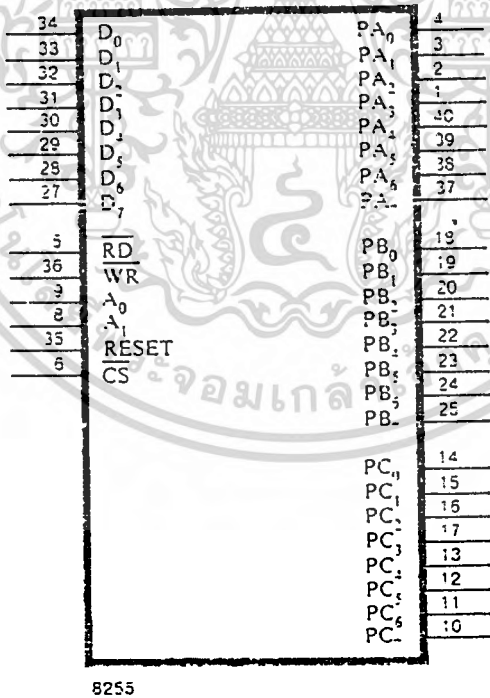 34 D0 PA0 4
33 D1 PA1 3
32 D2 PA2 2
31 D3 PA3 1
30 D4 PA4 40
29 D5 PA5 39
28 D6 PA6 38
27 D7 PA7 37
5 RD PB0 18
36 WR PB1 19
9 A0 PB2 20
8 A1 PB3 21
35 RESET PB4 22
6 CS PB5 23
PB6 24
PB7 25
PC0 14
PC1 15
PC2 16
PC3 17
PC4 13
PC5 12
PC6 11
PC7 10
8255